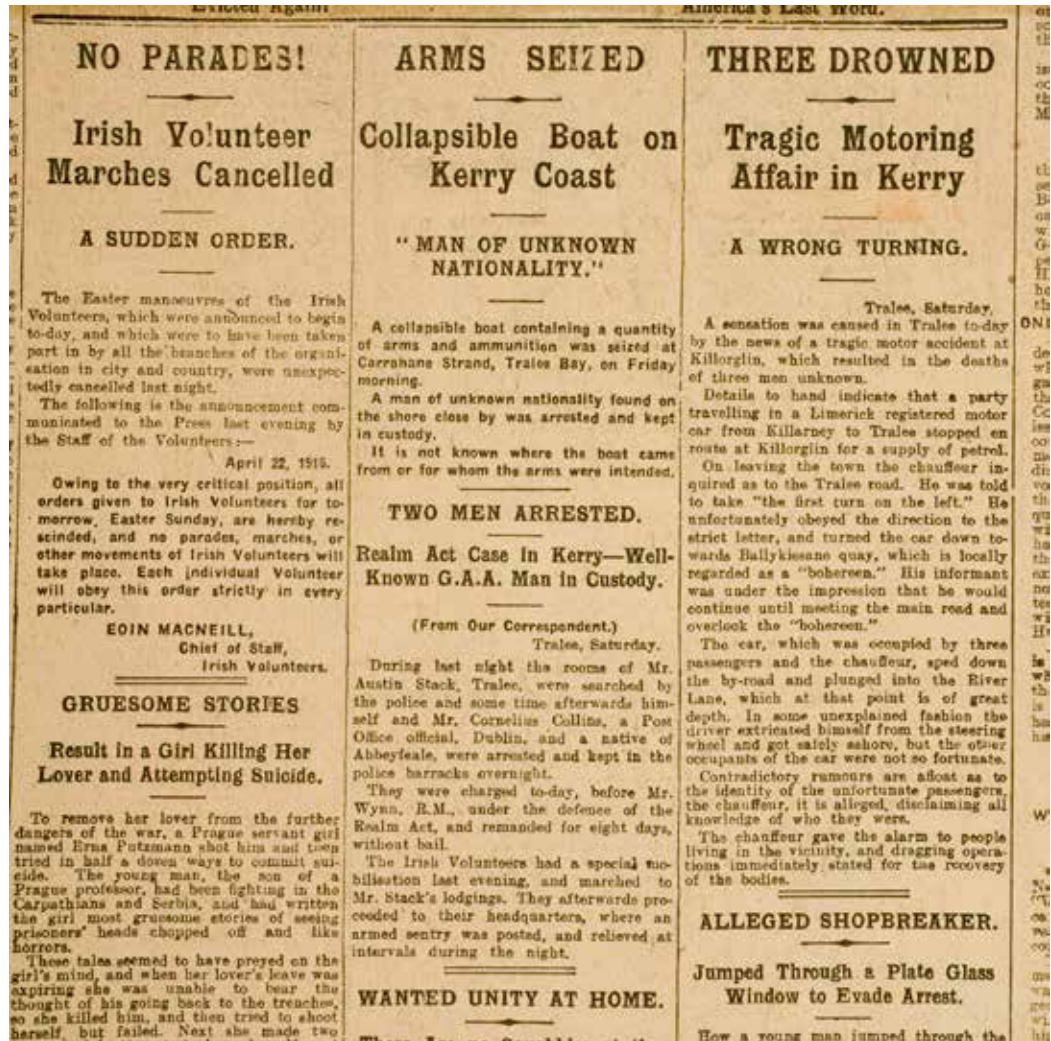 Evicted Again!
America's Last Word.
NO PARADES!
Irish Volunteer
Marches Cancelled
A SUDDEN ORDER.
The Easter manoeuvres of the Irish
Volunteers, which were announced to begin
to-day, and which were to have been taken
part in by all the branches of the organi-
sation in city and country, were unexpec-
tedly cancelled last night.
The following is the announcement com-
municated to the Press last evening by
the Staff of the Volunteers:—
April 22, 1916.
Owing to the very critical position, all
orders given to Irish Volunteers for to-
morrow, Easter Sunday, are hereby re-
scinded, and no parades, marches, or
other movements of Irish Volunteers will
take place. Each individual Volunteer
will obey this order strictly in every
particular.
EOIN MACNEILL,
Chief of Staff,
Irish Volunteers.
GRUESOME STORIES
Result in a Girl Killing Her
Lover and Attempting Suicide.
To remove her lover from the further
dangers of the war, a Prague servant girl
named Erna Putzmann shot him and then
tried in half a dozen ways to commit sui-
cide. The young man, the son of a
Prague professor, had been fighting in the
Carpathians and Serbia, and had written
the girl most gruesome stories of seeing
prisoners' heads chopped off and like
horrors.
These tales seemed to have preyed on the
girl's mind, and when her lover's leave was
expiring she was unable to bear the
thought of his going back to the trenches,
so she killed him, and then tried to shoot
herself, but failed. Next she made two
ARMS SEIZED
Collapsible Boat on
Kerry Coast
"MAN OF UNKNOWN
NATIONALITY."
A collapsible boat containing a quantity
of arms and ammunition was seized at
Carrahane Strand, Tralee Bay, on Friday
morning.
A man of unknown nationality found on
the shore close by was arrested and kept
in custody.
It is not known where the boat came
from or for whom the arms were intended.
TWO MEN ARRESTED.
Realm Act Case in Kerry—Well-
Known G.A.A. Man in Custody.
(From Our Correspondent.)
Tralee, Saturday.
During last night the rooms of Mr.
Austin Stack, Tralee, were searched by
the police and some time afterwards him-
self and Mr. Cornelius Collins, a Post
Office official, Dublin, and a native of
Abbeyfeale, were arrested and kept in the
police barracks overnight.
They were charged to-day, before Mr.
Wynn, R.M., under the defence of the
Realm Act, and remanded for eight days,
without bail.
The Irish Volunteers had a special mo-
bilisation last evening, and marched to
Mr. Stack's lodgings. They afterwards pro-
ceeded to their headquarters, where an
armed sentry was posted, and relieved at
intervals during the night.
WANTED UNITY AT HOME.
THREE DROWNED
Tragic Motoring
Affair in Kerry
A WRONG TURNING.
Tralee, Saturday.
A sensation was caused in Tralee to-day
by the news of a tragic motor accident at
Killorglin, which resulted in the deaths
of three men unknown.
Details to hand indicate that a party
travelling in a Limerick registered motor
car from Killarney to Tralee stopped en
route at Killorglin for a supply of petrol.
On leaving the town the chauffeur in-
quired as to the Tralee road. He was told
to take "the first turn on the left." He
unfortunately obeyed the direction to the
strict letter, and turned the car down to-
wards Ballykissane quay, which is locally
regarded as a "bohereen." His informant
was under the impression that he would
continue until meeting the main road and
overlook the "bohereen."
The car, which was occupied by three
passengers and the chauffeur, sped down
the by-road and plunged into the River
Lane, which at that point is of great
depth. In some unexplained fashion the
driver extricated himself from the steering
wheel and got safely ashore, but the other
occupants of the car were not so fortunate.
Contradictory rumours are afloat as to
the identity of the unfortunate passengers,
the chauffeur, it is alleged, disclaiming all
knowledge of who they were.
The chauffeur gave the alarm to people
living in the vicinity, and dragging opera-
tions immediately stated for the recovery
of the bodies.
ALLEGED SHOPBREAKER.
Jumped Through a Plate Glass
Window to Evade Arrest.
How a young man jumped through the